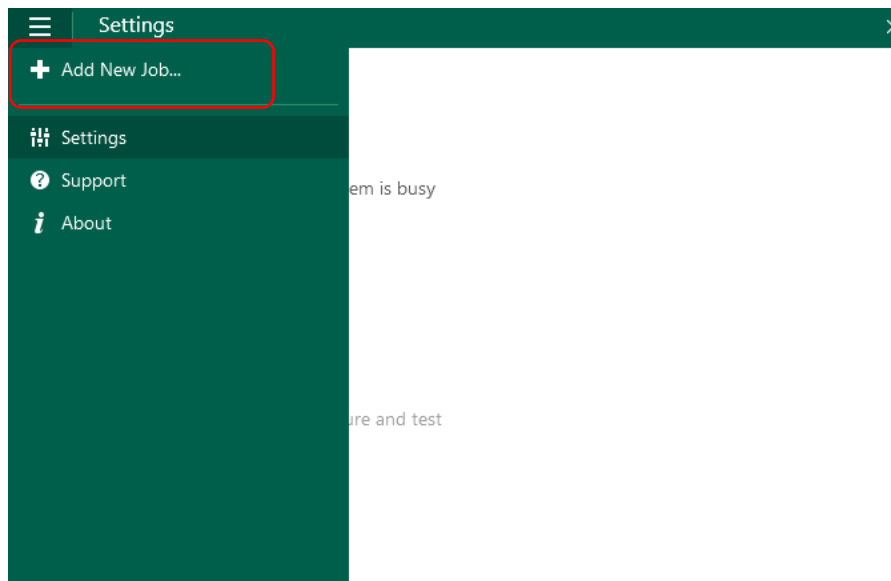 Settings
Add New Job...
Settings
Support
em is busy
About
ure and test